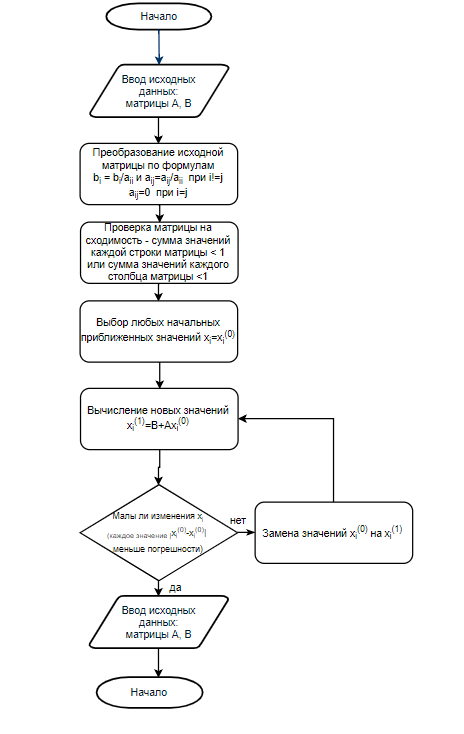 Начало
Ввод исходных
данных:
матрицы A, B
Преобразование исходной
матрицы по формулам
bᵢ = bᵢ/aᵢᵢ и aᵢⱼ=aᵢⱼ/aᵢᵢ при i!=j
aᵢⱼ=0 при i=j
Проверка матрицы на
сходимость - сумма значений
каждой строки матрицы < 1
или сумма значений каждого
столбца матрицы <1
Выбор любых начальных
приближенных значений xᵢ=xᵢ⁽⁰⁾
Вычисление новых значений
xᵢ⁽¹⁾=B+Axᵢ⁽⁰⁾
Малы ли изменения xᵢ
(каждое значение |xᵢ⁽⁰⁾-xᵢ⁽⁰⁾|
меньше погрешности)
нет
Замена значений xᵢ⁽⁰⁾ на xᵢ⁽¹⁾
да
Ввод исходных
данных:
матрицы A, B
Начало